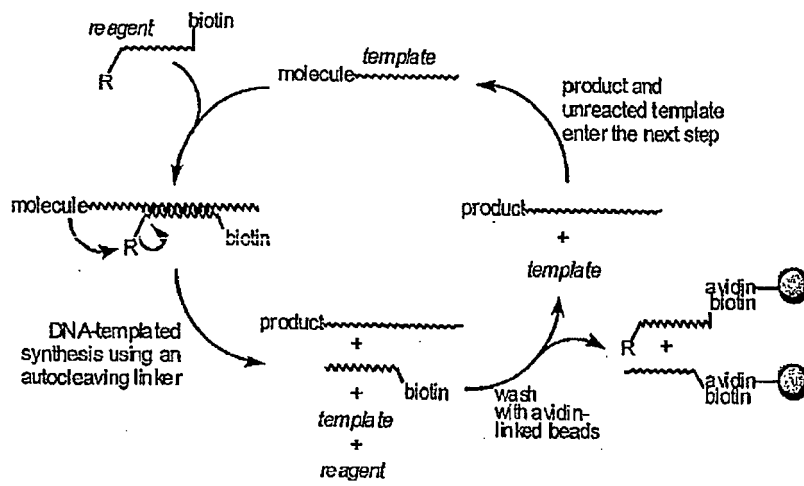 biotin
reagent
R
template
molecule
product and
unreacted template
enter the next step
molecule
R
biotin
product
+
template
DNA-templated
synthesis using an
autocleaving linker
product
+
biotin
+
template
+
reagent
wash
with avidin-
linked beads
avidin
biotin
R
+
avidin
biotin